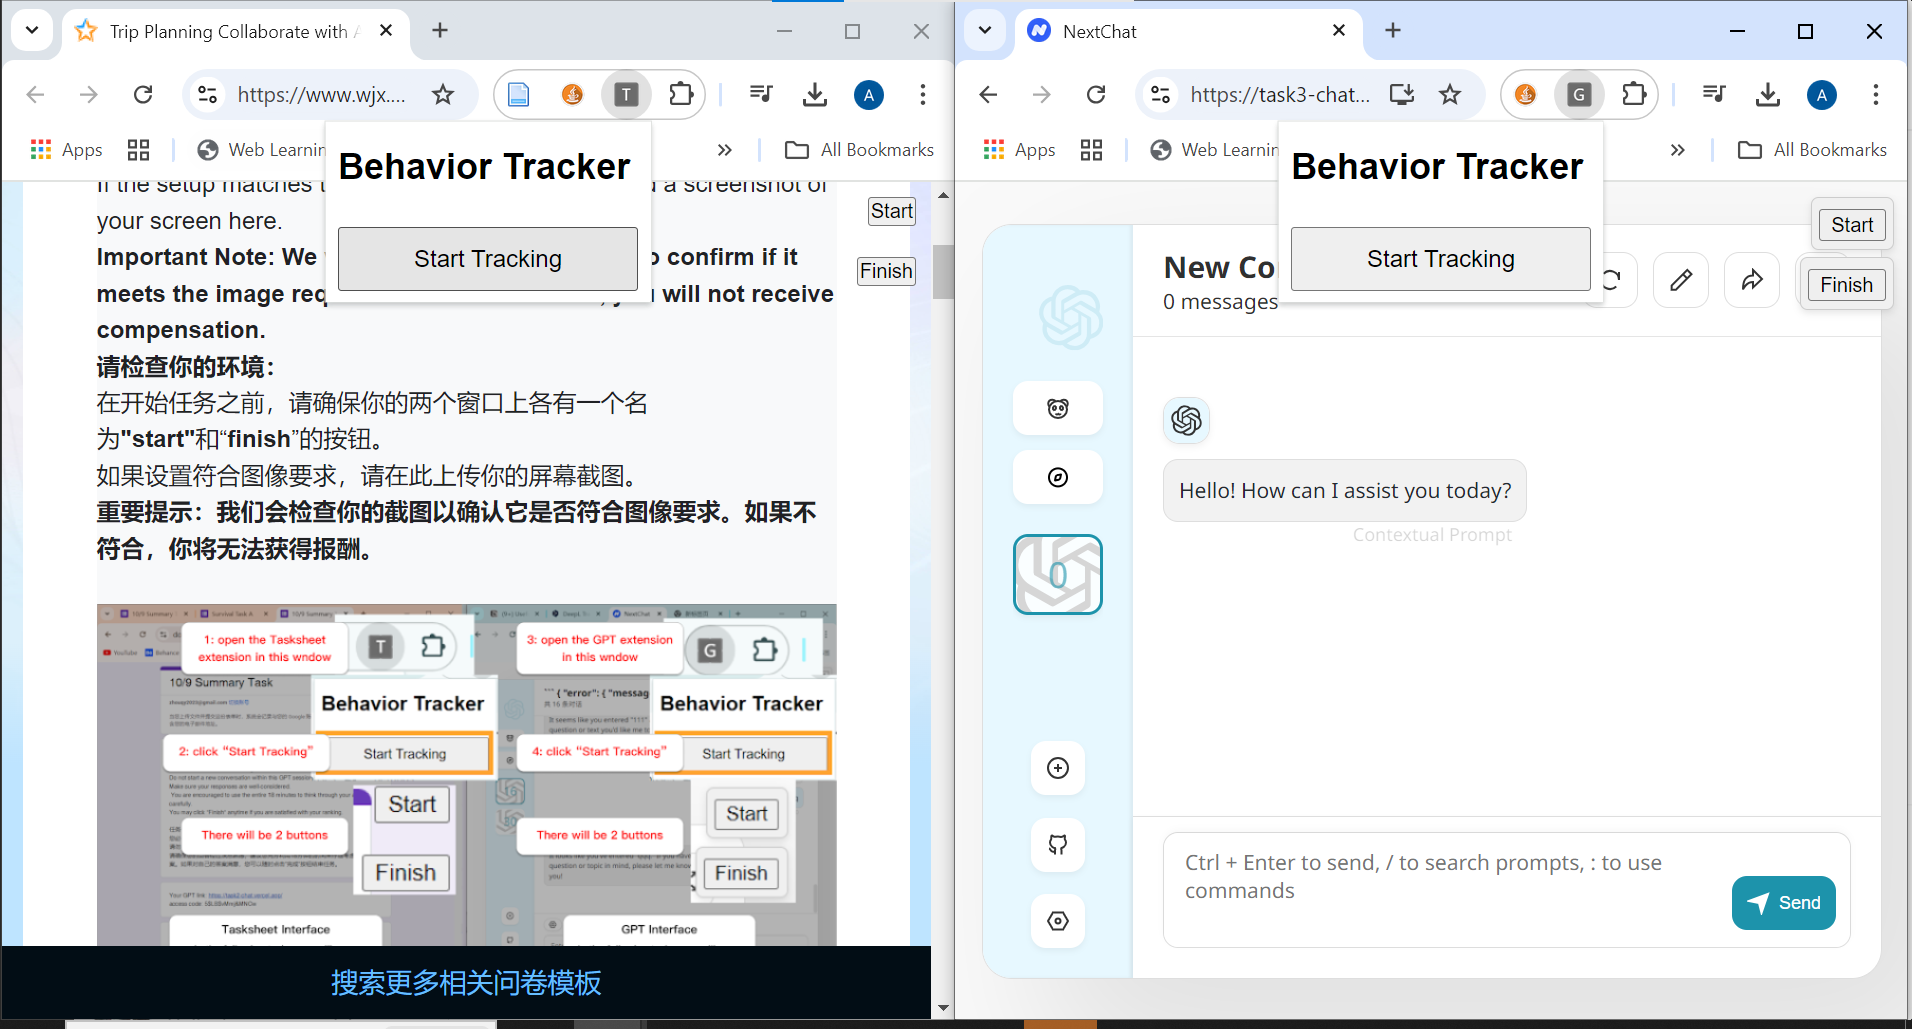 Trip Planning Collaborate with
https://www.wjx....
T
A
Apps
Web Learnin
All Bookmarks
Behavior Tracker
Start Tracking
If the setup matches
a screenshot of
your screen here.
Important Note: We
o confirm if it
meets the image req
will not receive
compensation.
请检查你的环境：
在开始任务之前，请确保你的两个窗口上各有一个名
为"start"和“finish”的按钮。
如果设置符合图像要求，请在此上传你的屏幕截图。
重要提示：我们会检查你的截图以确认它是否符合图像要求。如果不
符合，你将无法获得报酬。
Start
Finish
1: open the Tasksheet
extension in this wndow
T
3: open the GPT extension
in this wndow
G
10/9 Summary Task
Behavior Tracker
Behavior Tracker
2: click “Start Tracking”
Start Tracking
4: click “Start Tracking”
Start Tracking
Start
Start
There will be 2 buttons
There will be 2 buttons
Finish
Finish
Tasksheet Interface
GPT Interface
搜索更多相关问卷模板
NextChat
https://task3-chat...
G
A
Apps
Web Learnin
All Bookmarks
Behavior Tracker
Start Tracking
Start
Finish
New Co
0 messages
Hello! How can I assist you today?
Contextual Prompt
0
Ctrl + Enter to send, / to search prompts, : to use
commands
Send